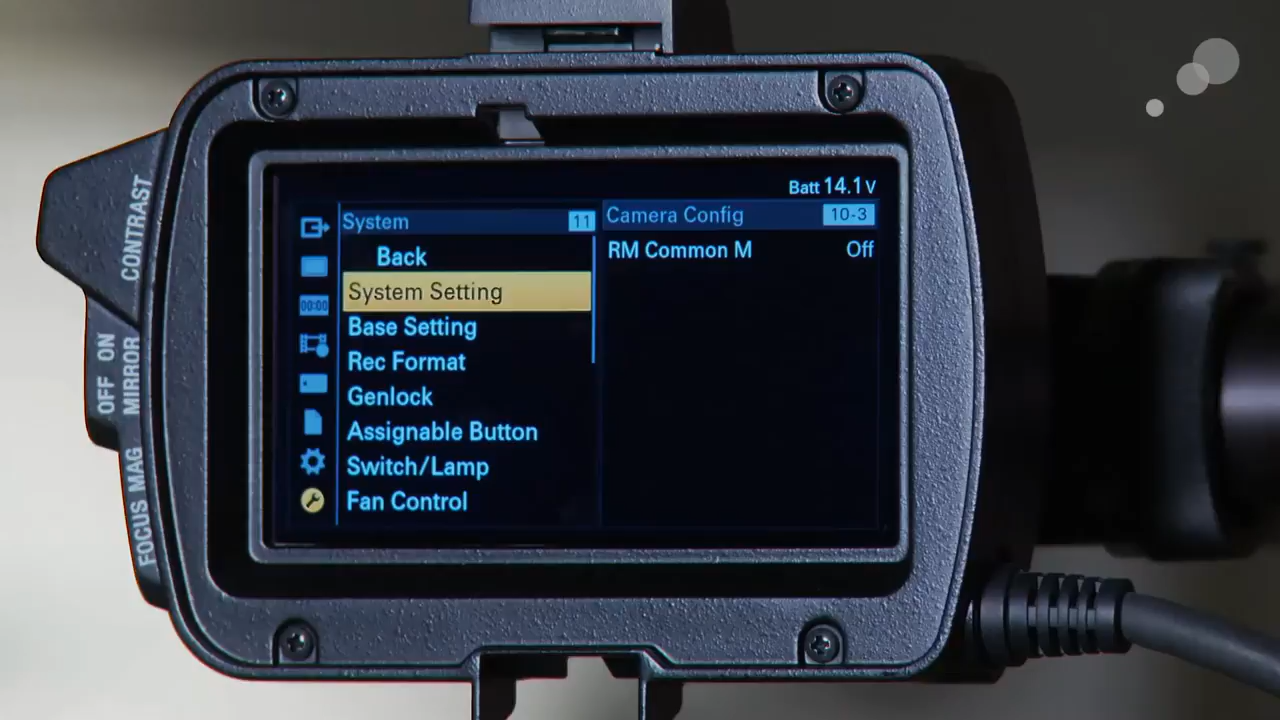 Batt 14.1 V
System 11
Back
System Setting
Base Setting
Rec Format
Genlock
Assignable Button
Switch/Lamp
Fan Control
Camera Config 10-3
RM Common M Off
00:00
CONTRAST
OFF ON
MIRROR
FOCUS MAG